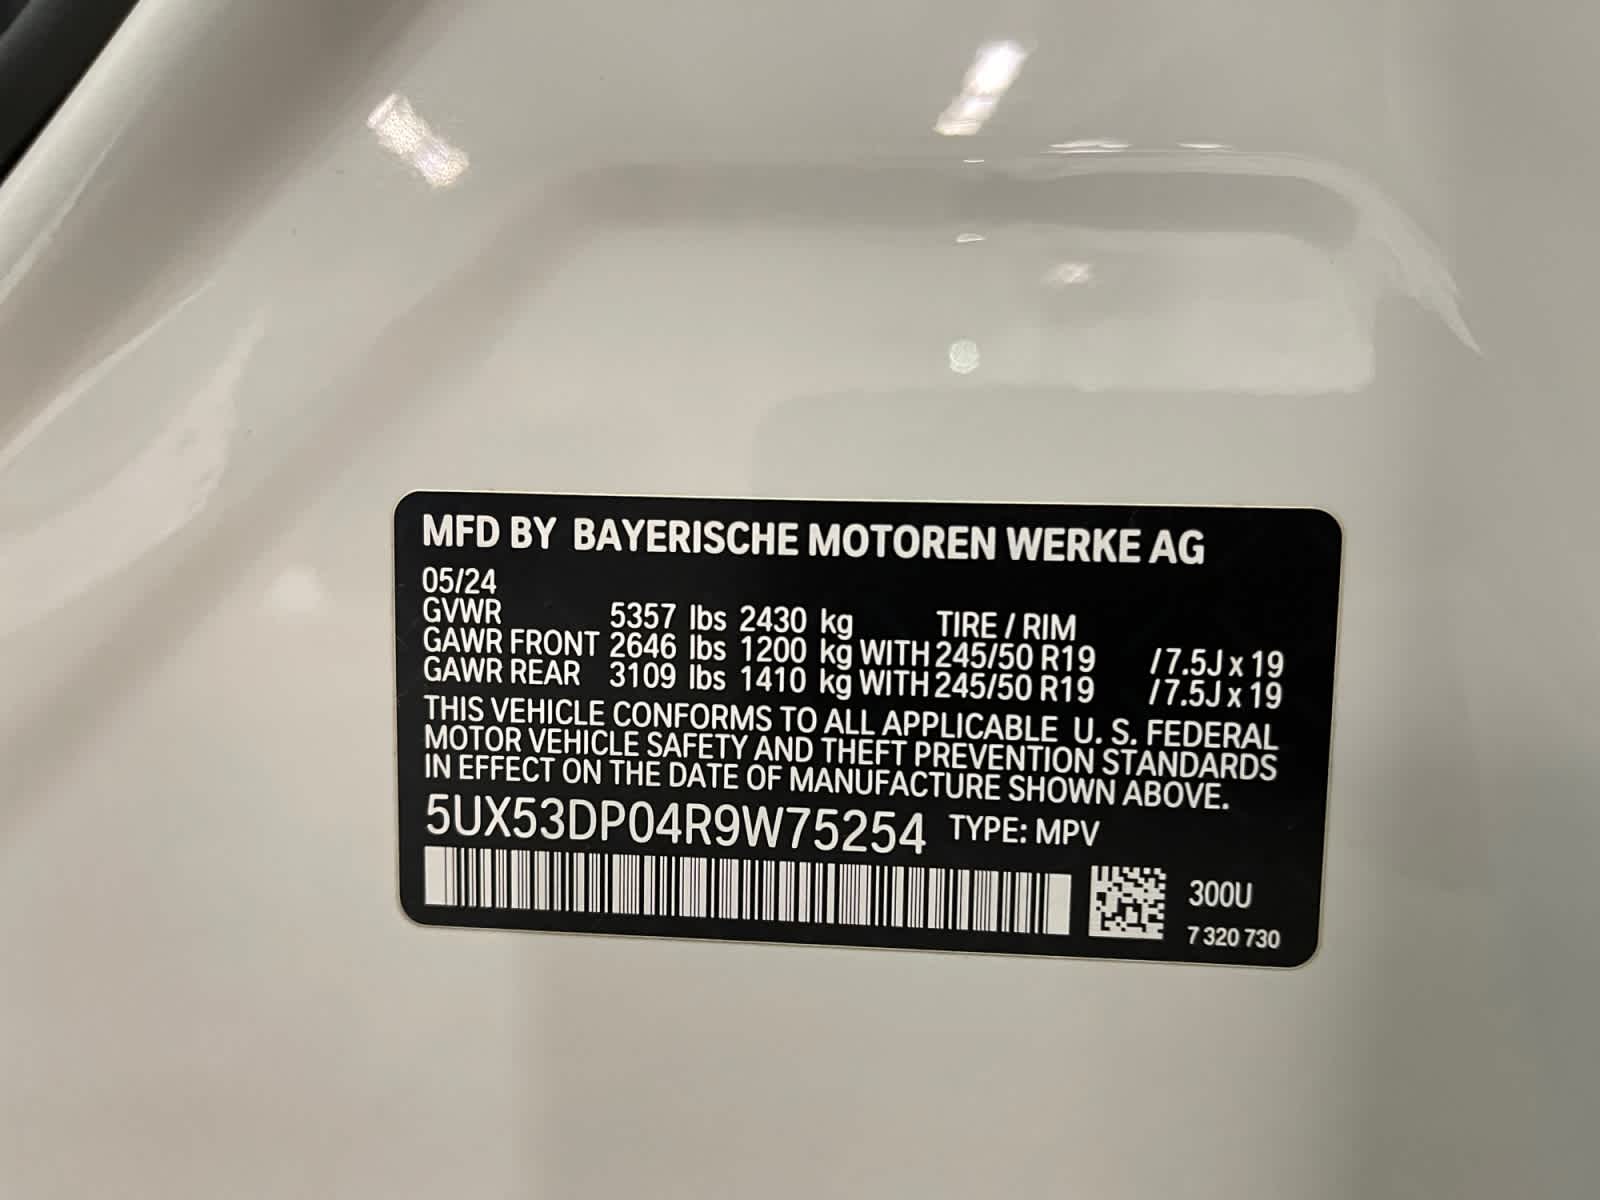 MFD BY BAYERISCHE MOTOREN WERKE AG
05/24
GVWR 5357 lbs 2430 kg TIRE / RIM
GAWR FRONT 2646 lbs 1200 kg WITH 245/50 R19 /7.5J x 19
GAWR REAR 3109 lbs 1410 kg WITH 245/50 R19 /7.5J x 19
THIS VEHICLE CONFORMS TO ALL APPLICABLE U. S. FEDERAL
MOTOR VEHICLE SAFETY AND THEFT PREVENTION STANDARDS
IN EFFECT ON THE DATE OF MANUFACTURE SHOWN ABOVE.
5UX53DP04R9W75254 TYPE: MPV
300U
7 320 730